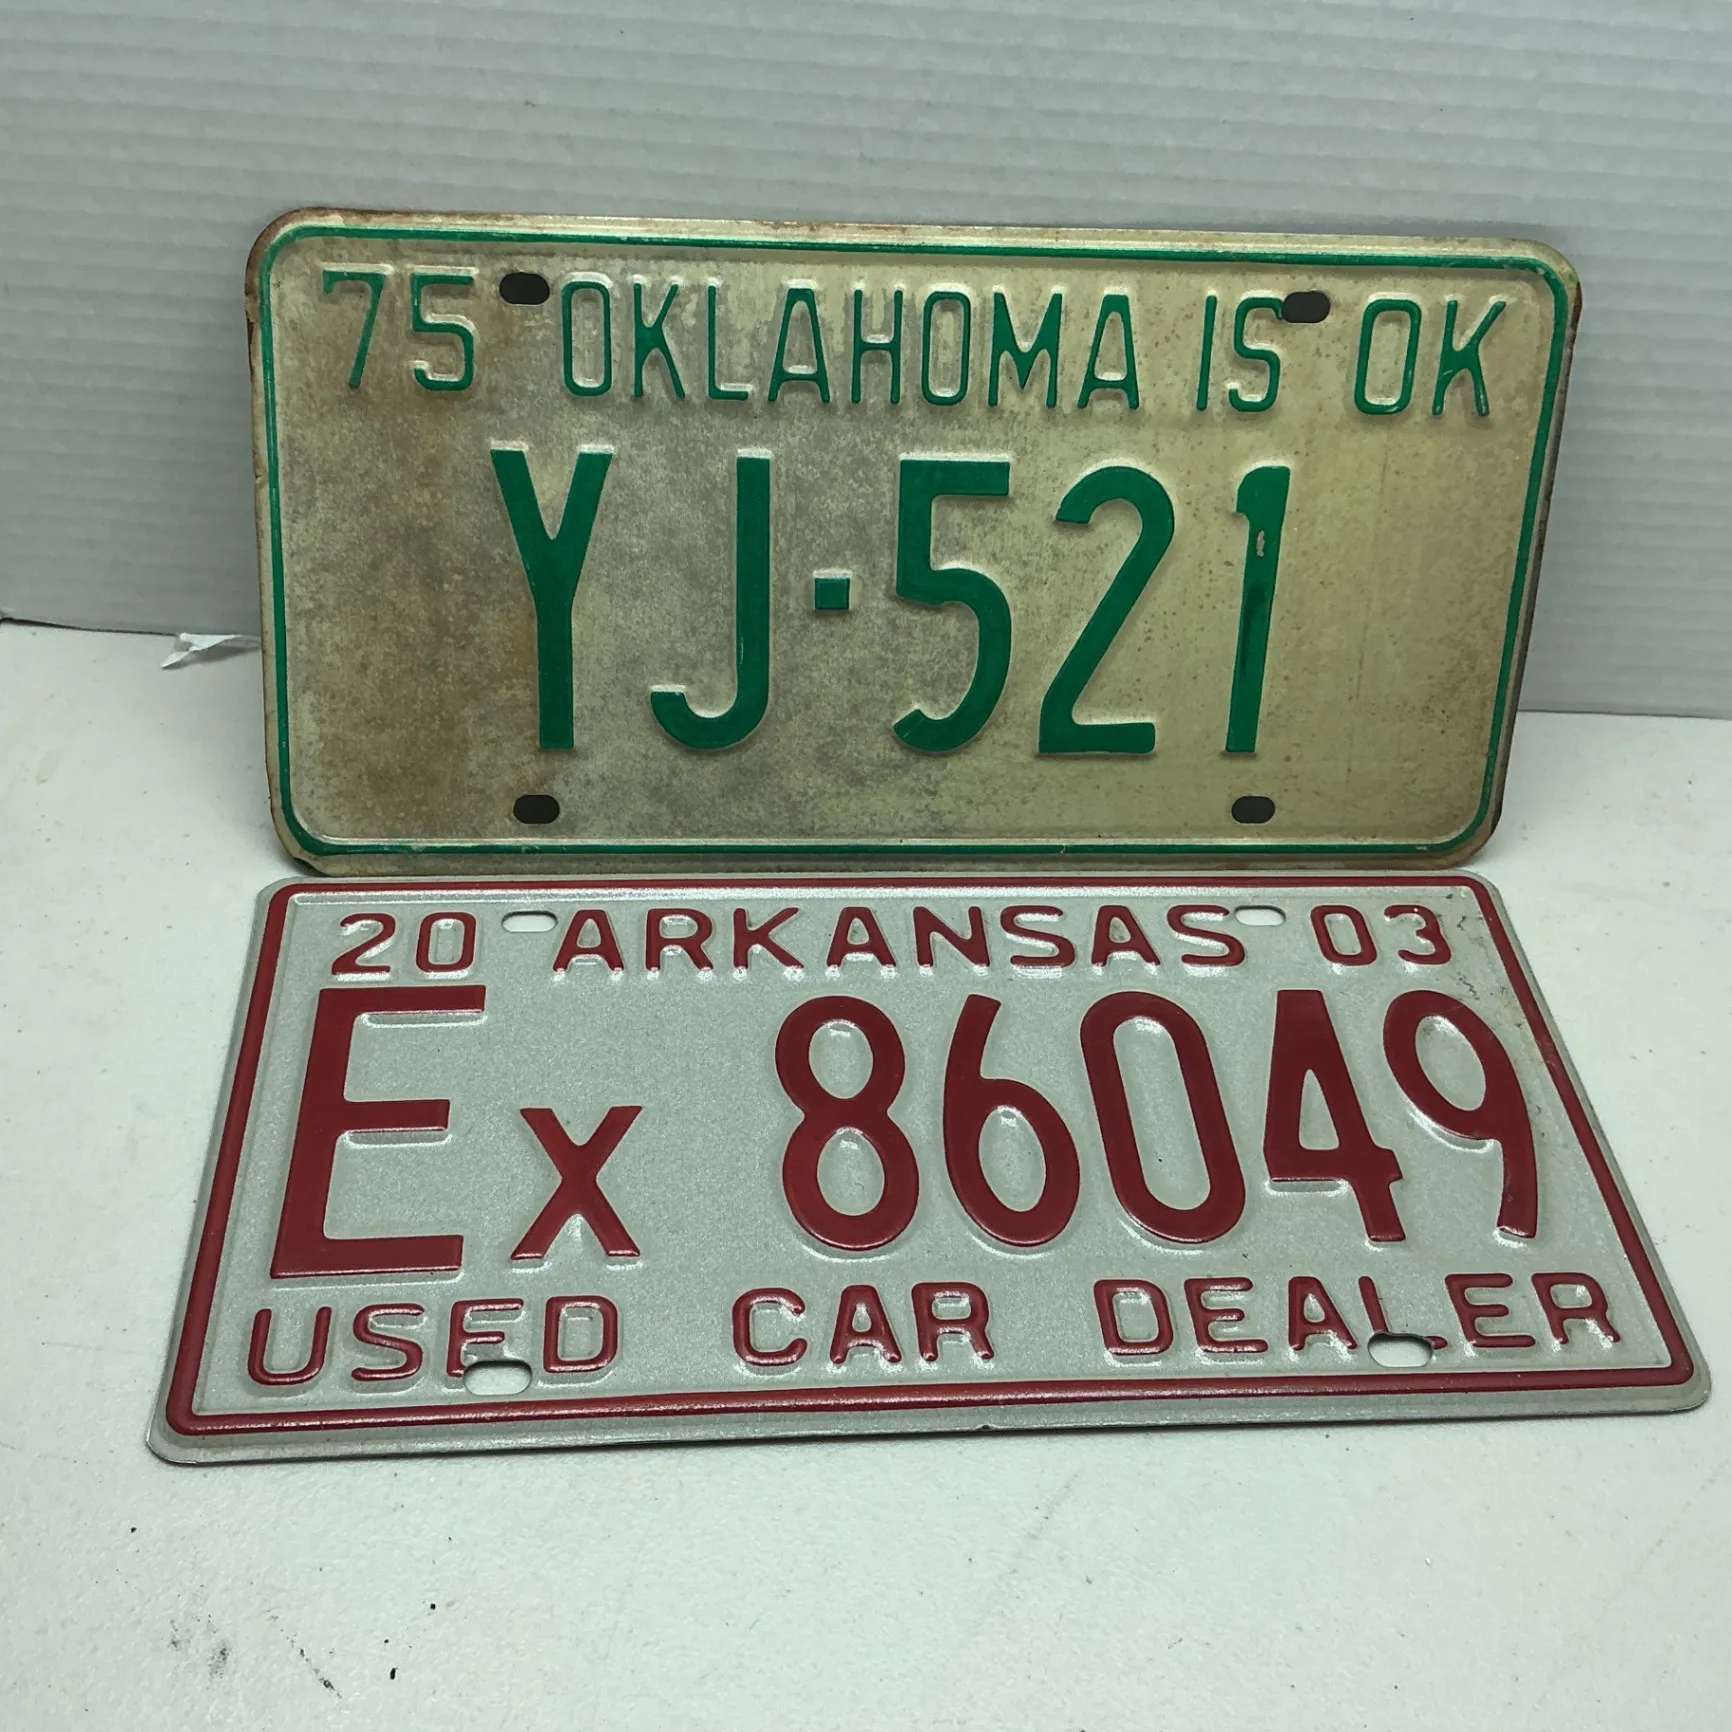 75 OKLAHOMA IS OK
YJ·521
20 ARKANSAS 03
Ex 86049
USED CAR DEALER